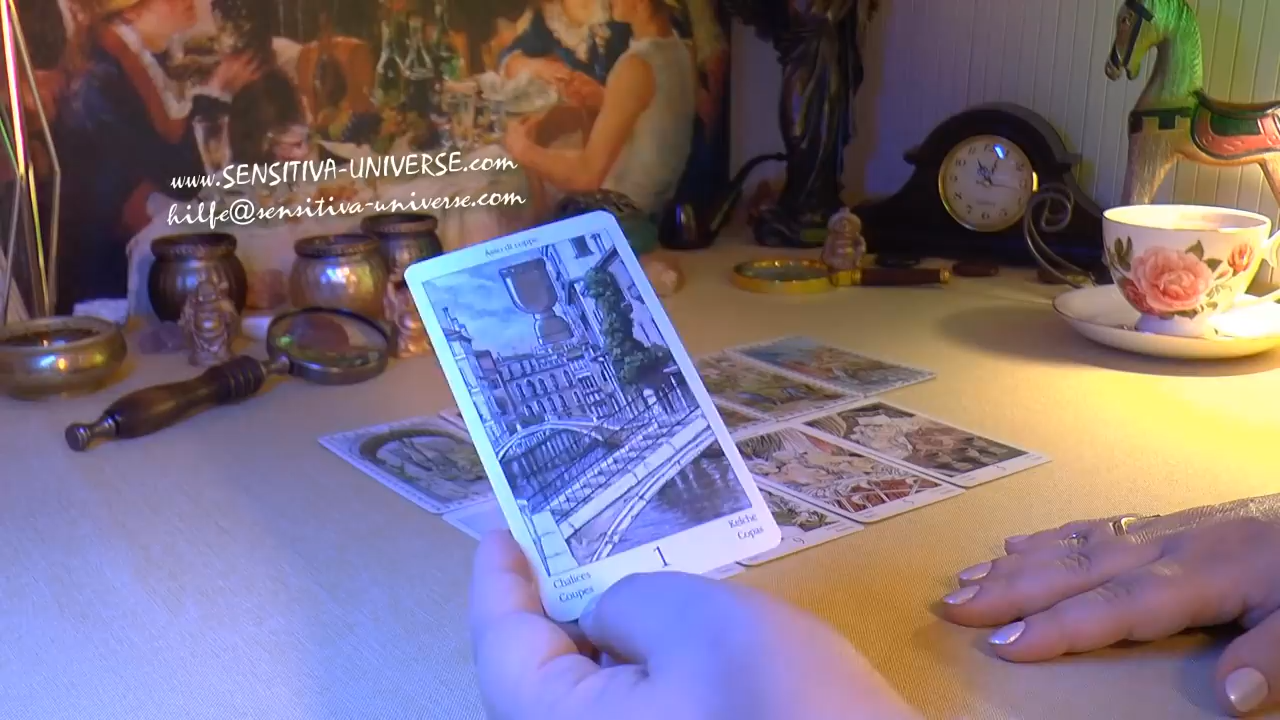 www.SENSITIVA-UNIVERSE.com
hilfe@sensitiva-universe.com
Asso di coppe
Kelche
Copas
1
Chalices
Coupes